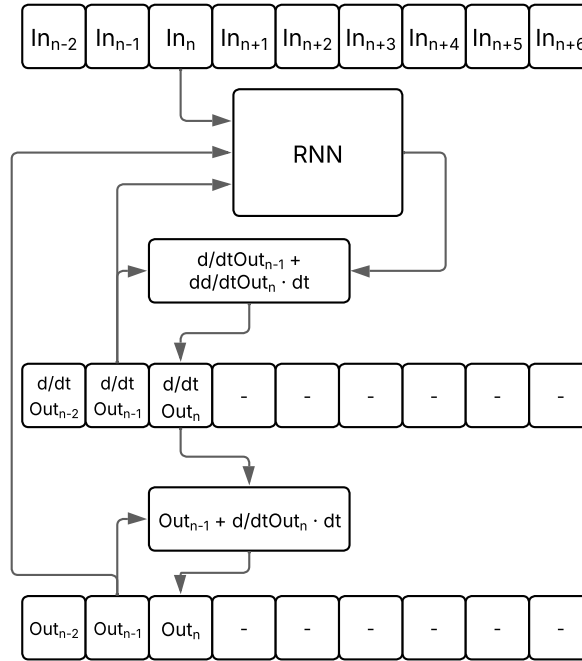 In_n-2 In_n-1 In_n In_n+1 In_n+2 In_n+3 In_n+4 In_n+5 In_n+6
RNN
d/dtOut_n-1 +
dd/dtOut_n · dt
d/dt d/dt d/dt
Out_n-2 Out_n-1 Out_n - - - - - -
Out_n-1 + d/dtOut_n · dt
Out_n-2 Out_n-1 Out_n - - - - - -